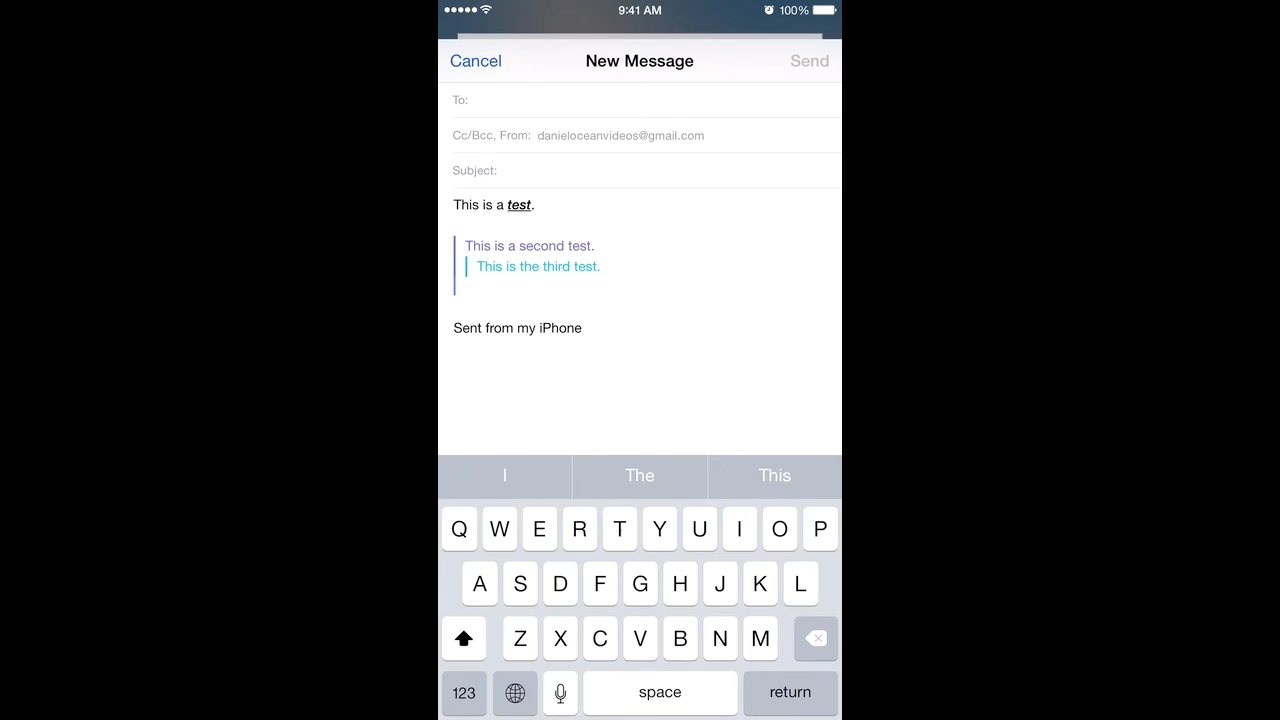 9:41 AM 100%
Cancel New Message Send
To:
Cc/Bcc, From: danieloceanvideos@gmail.com
Subject:
This is a test.
This is a second test.
This is the third test.
Sent from my iPhone
I The This
Q W E R T Y U I O P
A S D F G H J K L
Z X C V B N M
123 space return